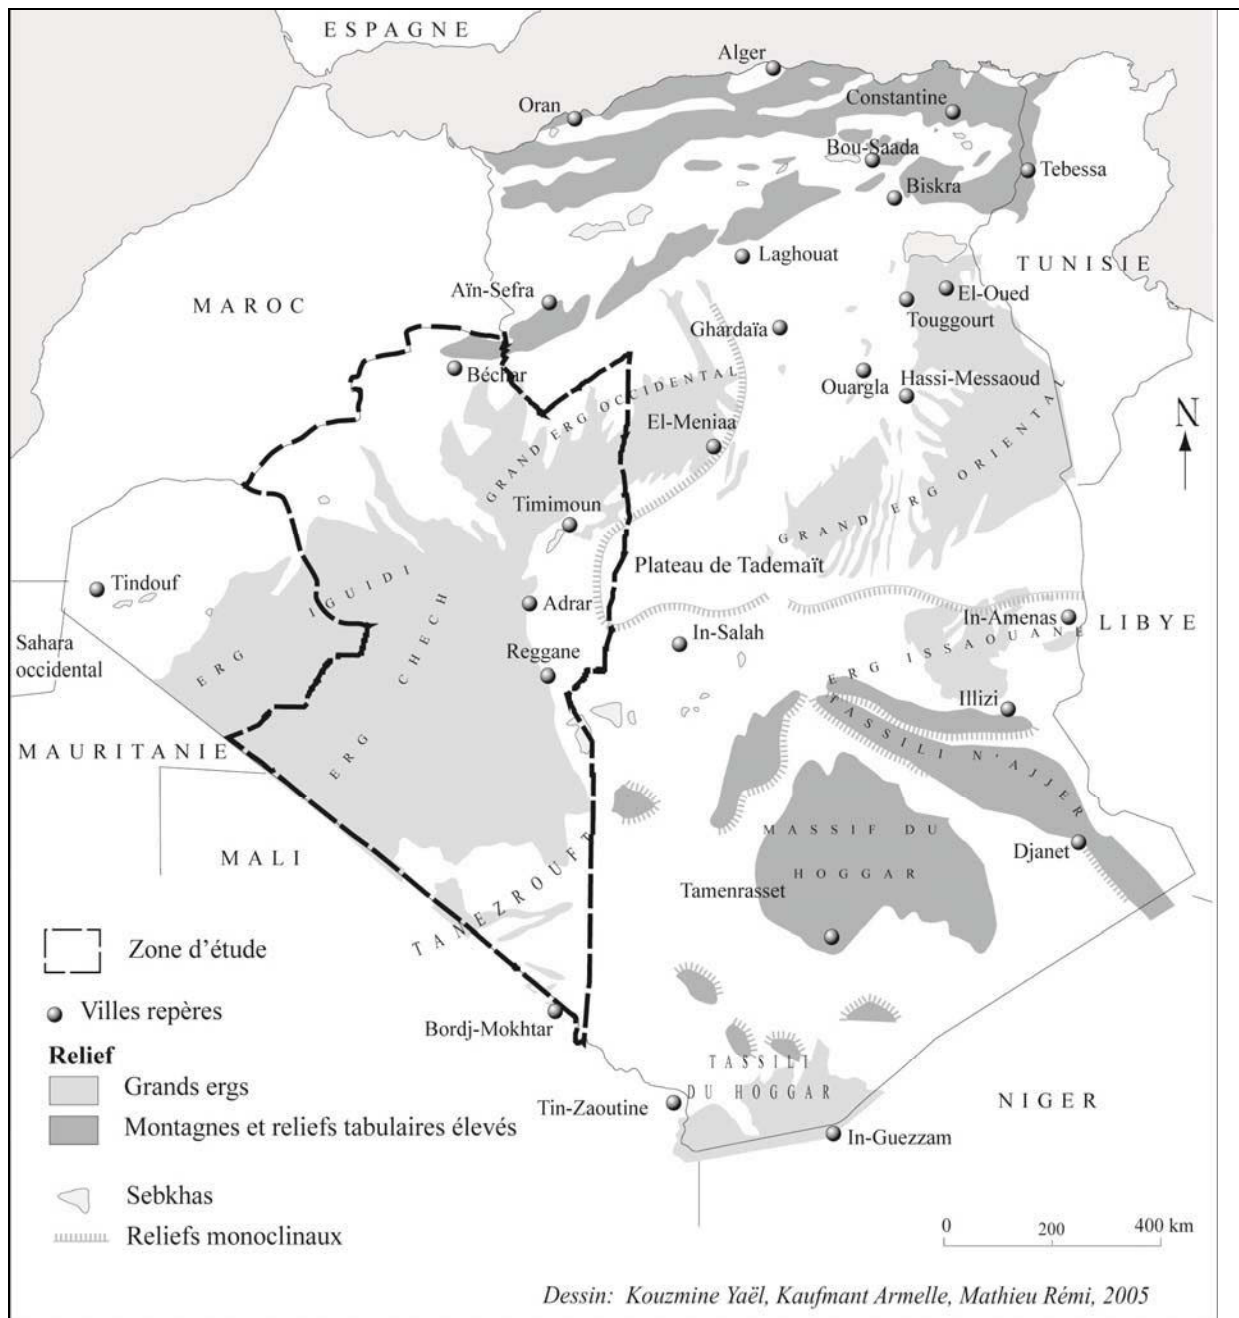 ESPAGNE
Alger
Oran
Constantine
Bou-Saada
Tebessa
Biskra
Laghouat
TUNISIE
Aïn-Sefra
El-Oued
MAROC
Touggourt
Ghardaïa
Béchar
Ouargla
Hassi-Messaoud
N
GRAND ERG OCCIDENTAL
El-Meniaa
GRAND ERG ORIENTAL
Timimoun
Plateau de Tademaït
Tindouf
ERG IGUIDI
Adrar
In-Amenas
LIBYE
Sahara
occidental
In-Salah
ERG ISSAOUANE
Reggane
ERG CHECH
Illizi
TASSILI N'AJJER
MAURITANIE
MASSIF DU
HOGGAR
MALI
Djanet
TANEZROUFT
Tamenrasset
Zone d'étude
Villes repères
Bordj-Mokhtar
Relief
Grands ergs
TASSILI
DU HOGGAR
Tin-Zaoutine
NIGER
Montagnes et reliefs tabulaires élevés
In-Guezzam
Sebkhas
Reliefs monoclinaux
0 200 400 km
Dessin: Kouzmine Yaël, Kaufmant Armelle, Mathieu Rémi, 2005